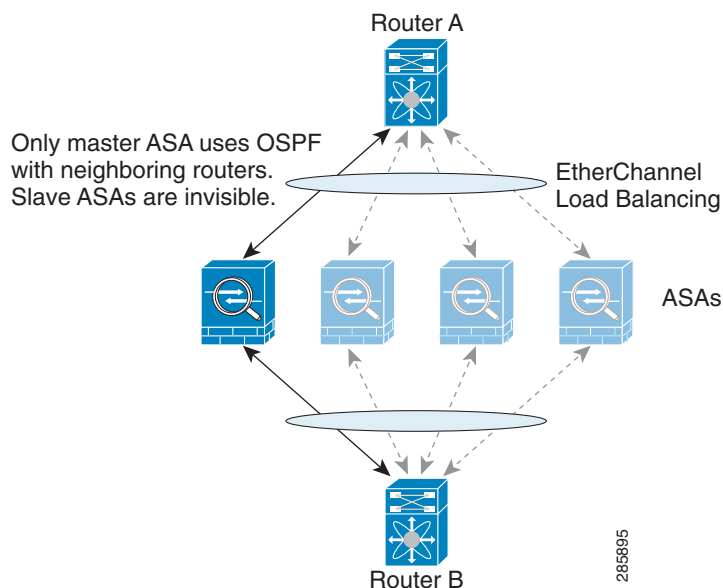 Router A
Only master ASA uses OSPF
with neighboring routers.
Slave ASAs are invisible.
EtherChannel
Load Balancing
ASAs
Router B
285895